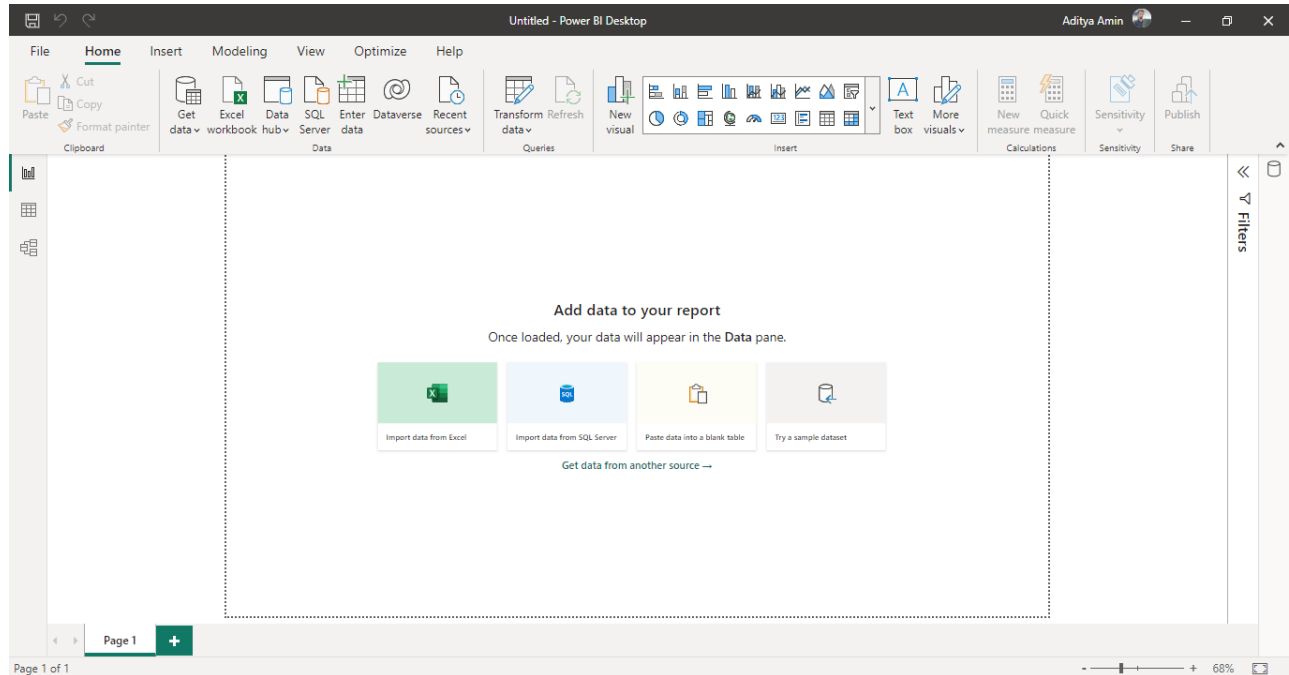 Untitled - Power BI Desktop
Aditya Amin
File Home Insert Modeling View Optimize Help
Paste
Cut
Copy
Format painter
Clipboard
Get data
Excel workbook
Data hub
SQL Server
Enter data
Dataverse
Recent sources
Data
Transform data
Refresh
Queries
New visual
123
A
Text box
More visuals
Insert
New measure
Quick measure
Calculations
Sensitivity
Sensitivity
Publish
Share
Filters
Add data to your report
Once loaded, your data will appear in the Data pane.
X
SQL
Import data from Excel
Import data from SQL Server
Paste data into a blank table
Try a sample dataset
Get data from another source →
Page 1
+
Page 1 of 1
- + 68%